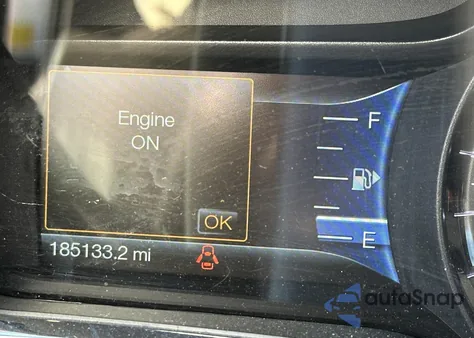 Engine
ON
F
OK
E
185133.2 mi
autoSnap